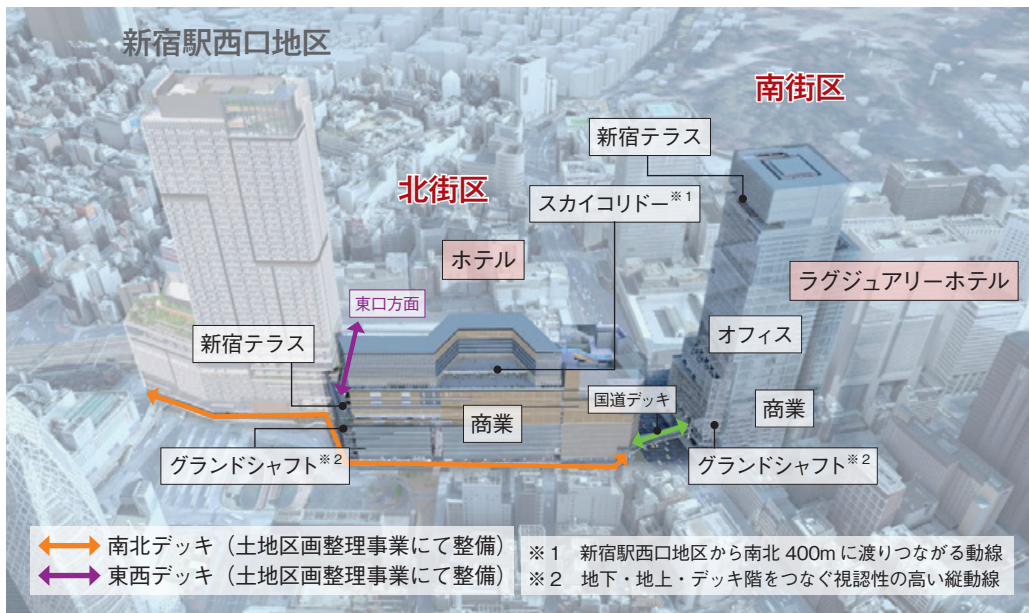 新宿駅西口地区
南街区
新宿テラス
北街区
スカイコリドー※1
ホテル
ラグジュアリーホテル
東口方面
新宿テラス
オフィス
国道デッキ
商業
商業
グランドシャフト※2
グランドシャフト※2
南北デッキ（土地区画整理事業にて整備）
東西デッキ（土地区画整理事業にて整備）
※1　新宿駅西口地区から南北400mに渡りつながる動線
※2　地下・地上・デッキ階をつなぐ視認性の高い縦動線